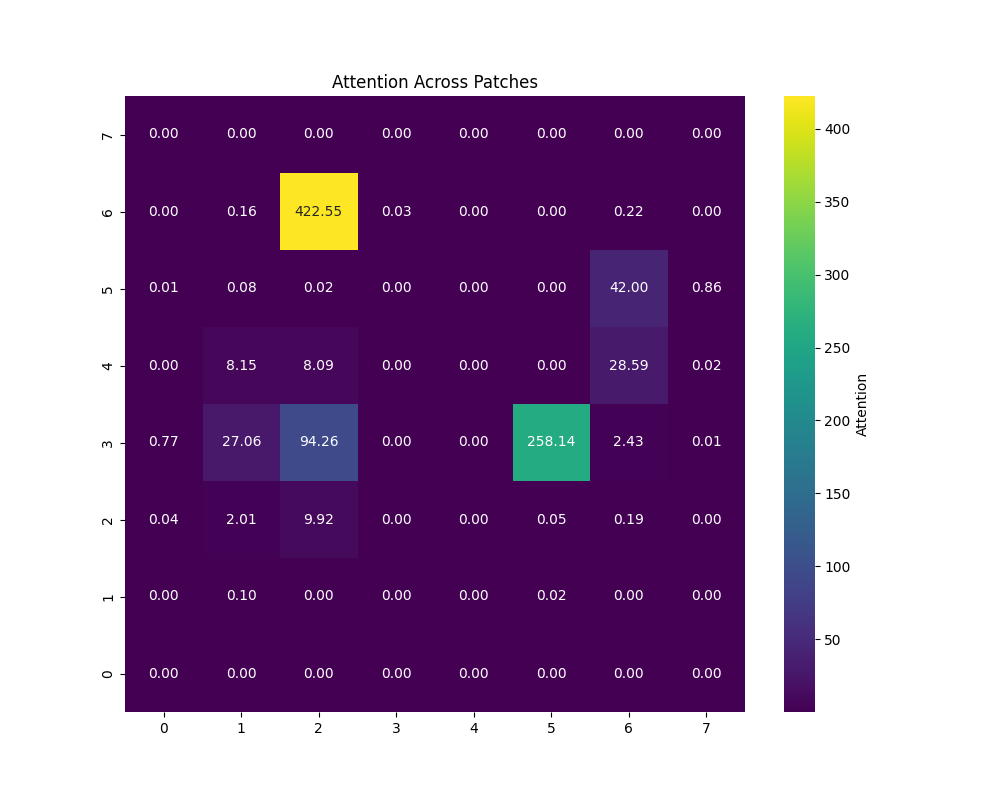 Attention Across Patches
7 0.00 0.00 0.00 0.00 0.00 0.00 0.00 0.00
6 0.00 0.16 422.55 0.03 0.00 0.00 0.22 0.00
5 0.01 0.08 0.02 0.00 0.00 0.00 42.00 0.86
4 0.00 8.15 8.09 0.00 0.00 0.00 28.59 0.02
3 0.77 27.06 94.26 0.00 0.00 258.14 2.43 0.01
2 0.04 2.01 9.92 0.00 0.00 0.05 0.19 0.00
1 0.00 0.10 0.00 0.00 0.00 0.02 0.00 0.00
0 0.00 0.00 0.00 0.00 0.00 0.00 0.00 0.00
0 1 2 3 4 5 6 7
400
350
300
250
200
150
100
50
Attention